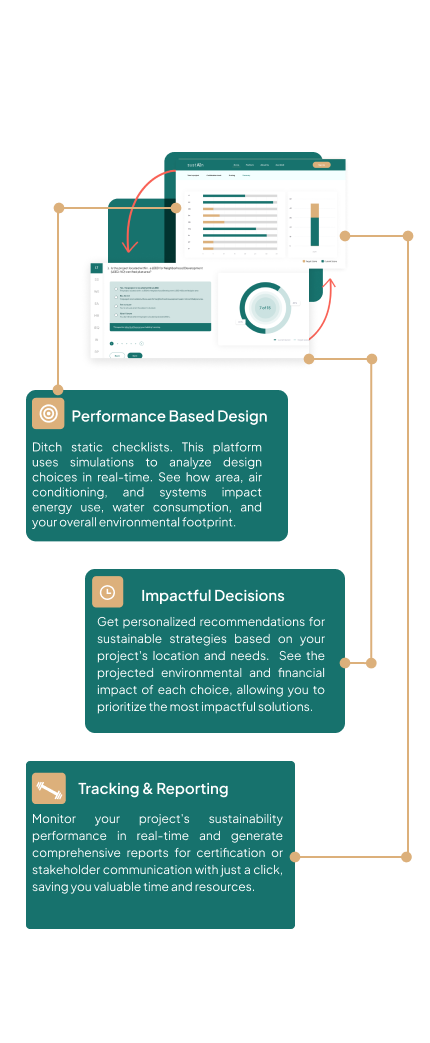 Performance Based Design
Ditch static checklists. This platform
uses simulations to analyze design
choices in real-time. See how area, air
conditioning, and systems impact
energy use, water consumption, and
your overall environmental footprint.
Impactful Decisions
Get personalized recommendations for
sustainable strategies based on your
project's location and needs. See the
projected environmental and financial
impact of each choice, allowing you to
prioritize the most impactful solutions.
Tracking & Reporting
Monitor your project's sustainability
performance in real-time and generate
comprehensive reports for certification or
stakeholder communication with just a click,
saving you valuable time and resources.